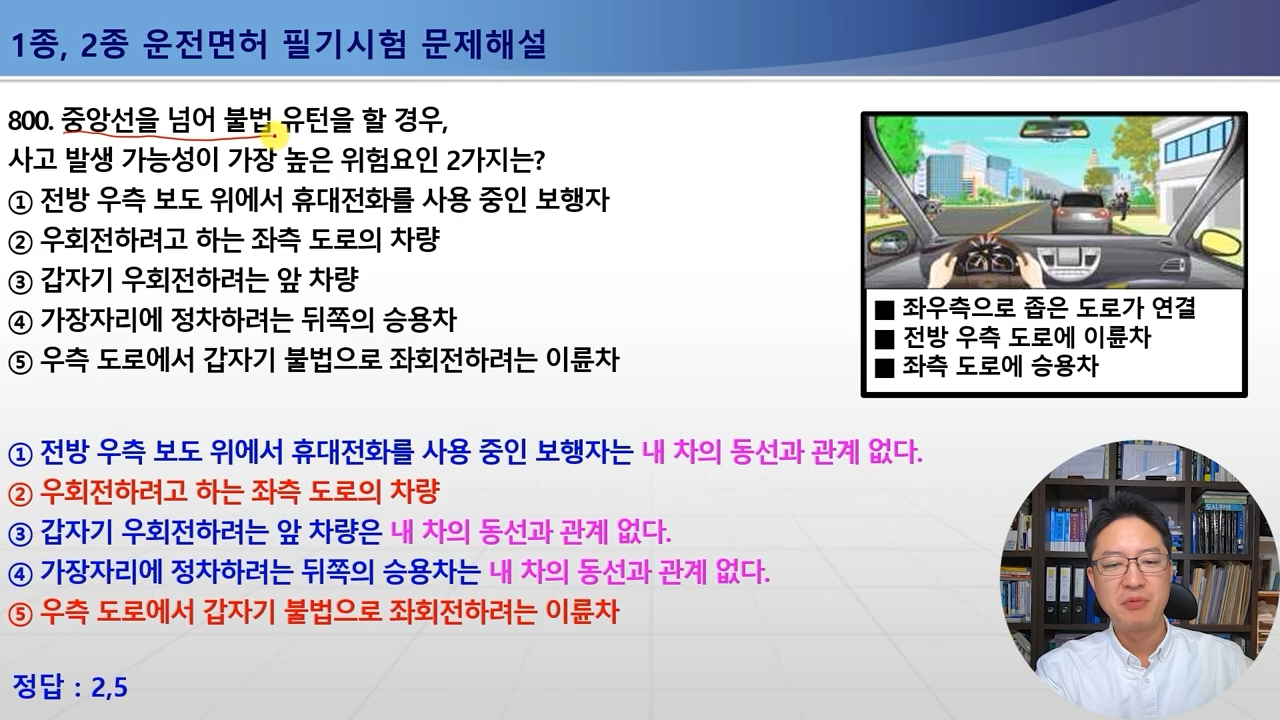 1종, 2종 운전면허 필기시험 문제해설
800. 중앙선을 넘어 불법 유턴을 할 경우,
사고 발생 가능성이 가장 높은 위험요인 2가지는?
① 전방 우측 보도 위에서 휴대전화를 사용 중인 보행자
② 우회전하려고 하는 좌측 도로의 차량
③ 갑자기 우회전하려는 앞 차량
④ 가장자리에 정차하려는 뒤쪽의 승용차
⑤ 우측 도로에서 갑자기 불법으로 좌회전하려는 이륜차
■ 좌우측으로 좁은 도로가 연결
■ 전방 우측 도로에 이륜차
■ 좌측 도로에 승용차
① 전방 우측 보도 위에서 휴대전화를 사용 중인 보행자는 내 차의 동선과 관계 없다.
② 우회전하려고 하는 좌측 도로의 차량
③ 갑자기 우회전하려는 앞 차량은 내 차의 동선과 관계 없다.
④ 가장자리에 정차하려는 뒤쪽의 승용차는 내 차의 동선과 관계 없다.
⑤ 우측 도로에서 갑자기 불법으로 좌회전하려는 이륜차
정답 : 2,5